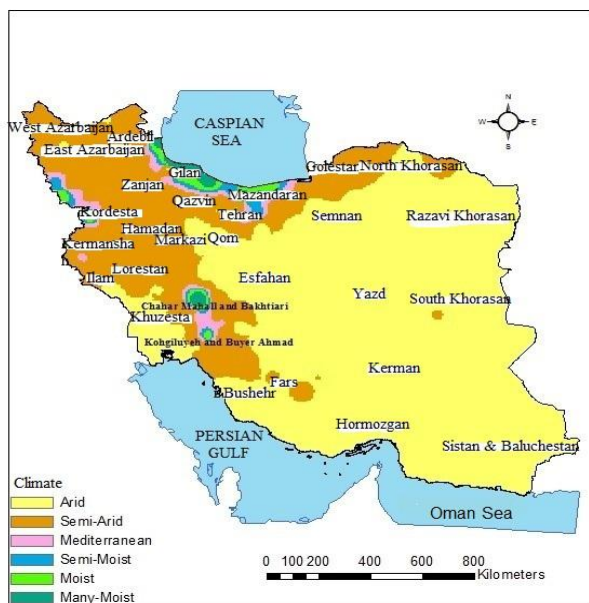 CASPIAN
SEA
N
W E
S
West Azarbaijan
Ardebil
East Azarbaijan
Gilan
Golestan
North Khorasan
Zanjan
Mazandaran
Qazvin
Tehran
Semnan
Razavi Khorasan
Kordesta
Hamadan
Markazi
Qom
Kermansha
Ilam
Lorestan
Esfahan
Yazd
South Khorasan
Chahar Mahall and Bakhtiari
Khuzesta
Kohgiluyeh and Buyer Ahmad
Kerman
Fars
Bushehr
Hormozgan
PERSIAN
GULF
Sistan & Baluchestan
Oman Sea
Climate
Arid
Semi-Arid
Mediterranean
Semi-Moist
Moist
Many-Moist
0 100 200 400 600 800
Kilometers